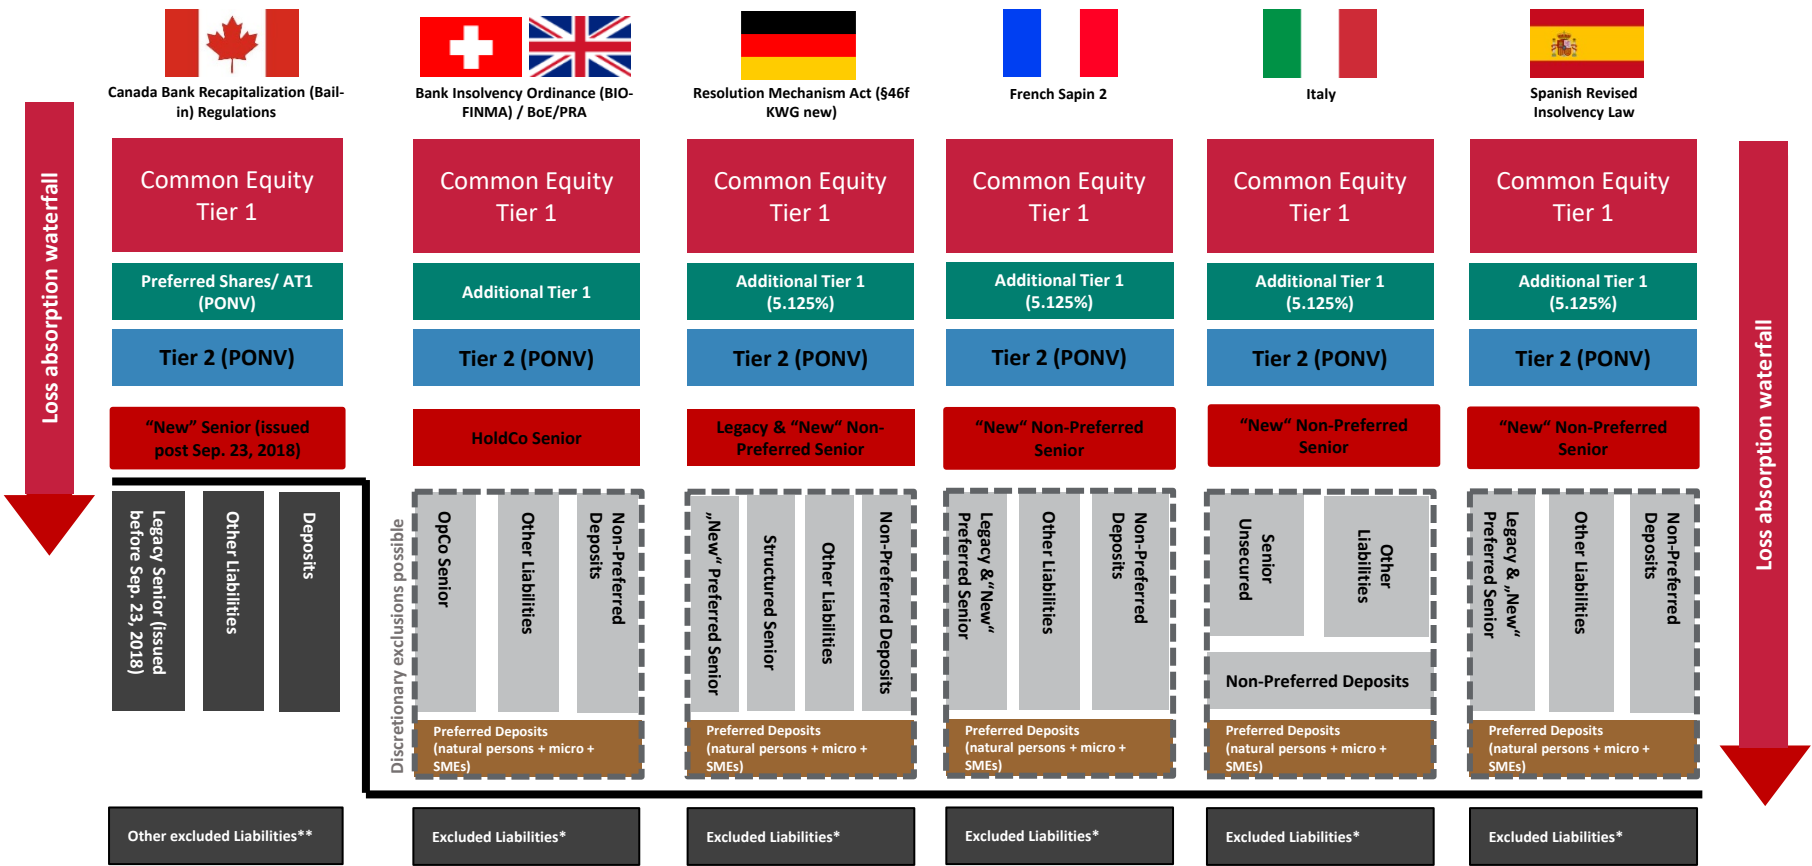 Canada Bank Recapitalization (Bail-
in) Regulations
Bank Insolvency Ordinance (BIO-
FINMA) / BoE/PRA
Resolution Mechanism Act (§46f
KWG new)
French Sapin 2
Italy
Spanish Revised
Insolvency Law
Loss absorption waterfall
Common Equity
Tier 1
Common Equity
Tier 1
Common Equity
Tier 1
Common Equity
Tier 1
Common Equity
Tier 1
Common Equity
Tier 1
Loss absorption waterfall
Preferred Shares/ AT1
(PONV)
Additional Tier 1
Additional Tier 1
(5.125%)
Additional Tier 1
(5.125%)
Additional Tier 1
(5.125%)
Additional Tier 1
(5.125%)
Tier 2 (PONV)
Tier 2 (PONV)
Tier 2 (PONV)
Tier 2 (PONV)
Tier 2 (PONV)
Tier 2 (PONV)
“New” Senior (issued
post Sep. 23, 2018)
HoldCo Senior
Legacy & “New” Non-
Preferred Senior
“New” Non-Preferred
Senior
“New” Non-Preferred
Senior
“New” Non-Preferred
Senior
Legacy Senior (issued
before Sep. 23, 2018)
Other Liabilities
Deposits
Discretionary exclusions possible
OpCo Senior
Other Liabilities
Non-Preferred
Deposits
„New“ Preferred Senior
Structured Senior
Other Liabilities
Non-Preferred Deposits
Legacy &“New“
Preferred Senior
Other Liabilities
Non-Preferred
Deposits
Senior
Unsecured
Other
Liabilities
Non-Preferred Deposits
Legacy & „New“
Preferred Senior
Other Liabilities
Non-Preferred
Deposits
Preferred Deposits
(natural persons + micro +
SMEs)
Preferred Deposits
(natural persons + micro +
SMEs)
Preferred Deposits
(natural persons + micro +
SMEs)
Preferred Deposits
(natural persons + micro +
SMEs)
Preferred Deposits
(natural persons + micro +
SMEs)
Other excluded Liabilities**
Excluded Liabilities*
Excluded Liabilities*
Excluded Liabilities*
Excluded Liabilities*
Excluded Liabilities*